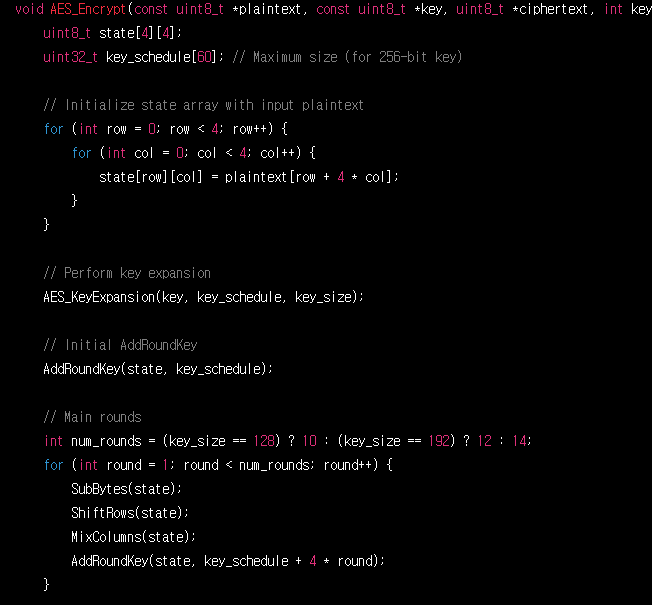 void AES_Encrypt(const uint8_t *plaintext, const uint8_t *key, uint8_t *ciphertext, int key
    uint8_t state[4][4];
    uint32_t key_schedule[60]; // Maximum size (for 256-bit key)

    // Initialize state array with input plaintext
    for (int row = 0; row < 4; row++) {
        for (int col = 0; col < 4; col++) {
            state[row][col] = plaintext[row + 4 * col];
        }
    }

    // Perform key expansion
    AES_KeyExpansion(key, key_schedule, key_size);

    // Initial AddRoundKey
    AddRoundKey(state, key_schedule);

    // Main rounds
    int num_rounds = (key_size == 128) ? 10 : (key_size == 192) ? 12 : 14;
    for (int round = 1; round < num_rounds; round++) {
        SubBytes(state);
        ShiftRows(state);
        MixColumns(state);
        AddRoundKey(state, key_schedule + 4 * round);
    }